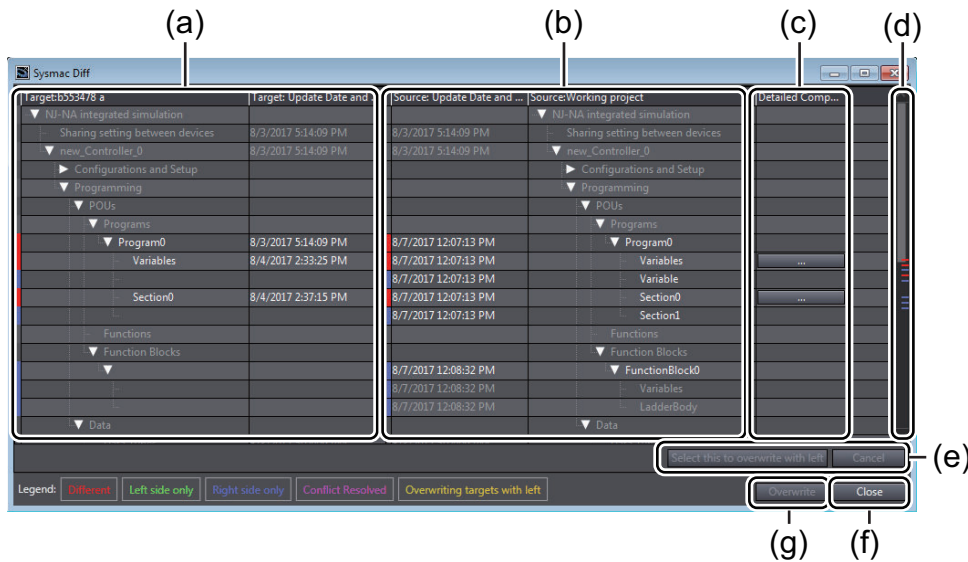 (a) (b) (c) (d)
Sysmac Diff
Target:b553478 a Target: Update Date and Source: Update Date and ... Source:Working project Detailed Comp...
NJ-NA integrated simulation NJ-NA integrated simulation
Sharing setting between devices 8/3/2017 5:14:09 PM 8/3/2017 5:14:09 PM Sharing setting between devices
new_Controller_0 8/3/2017 5:14:09 PM 8/3/2017 5:14:09 PM new_Controller_0
Configurations and Setup Configurations and Setup
Programming Programming
POUs POUs
Programs Programs
Program0 8/3/2017 5:14:09 PM 8/7/2017 12:07:13 PM Program0
Variables 8/4/2017 2:33:25 PM 8/7/2017 12:07:13 PM Variables ...
8/7/2017 12:07:13 PM Variable
Section0 8/4/2017 2:37:15 PM 8/7/2017 12:07:13 PM Section0 ...
8/7/2017 12:07:13 PM Section1
Functions Functions
Function Blocks Function Blocks
8/7/2017 12:08:32 PM FunctionBlock0
8/7/2017 12:08:32 PM Variables
8/7/2017 12:08:32 PM LadderBody
Data Data
Select this to overwrite with left Cancel (e)
Legend: Different Left side only Right side only Conflict Resolved Overwriting targets with left Overwrite Close
(g) (f)